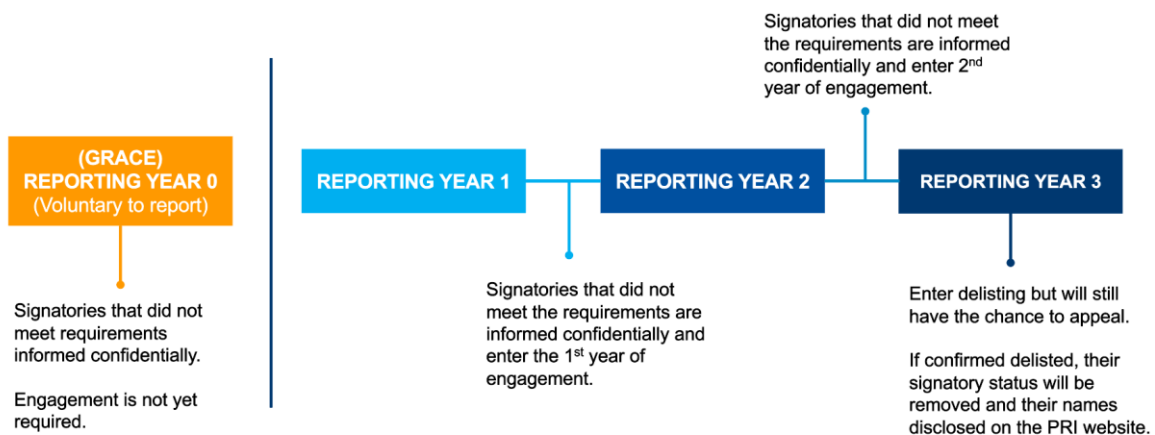 Signatories that did not meet
the requirements are informed
confidentially and enter 2nd
year of engagement.
(GRACE)
REPORTING YEAR 0
(Voluntary to report)
REPORTING YEAR 1
REPORTING YEAR 2
REPORTING YEAR 3
Signatories that did not
meet requirements
informed confidentially.
Engagement is not yet
required.
Signatories that did not
meet the requirements are
informed confidentially and
enter the 1st year of
engagement.
Enter delisting but will still
have the chance to appeal.
If confirmed delisted, their
signatory status will be
removed and their names
disclosed on the PRI website.